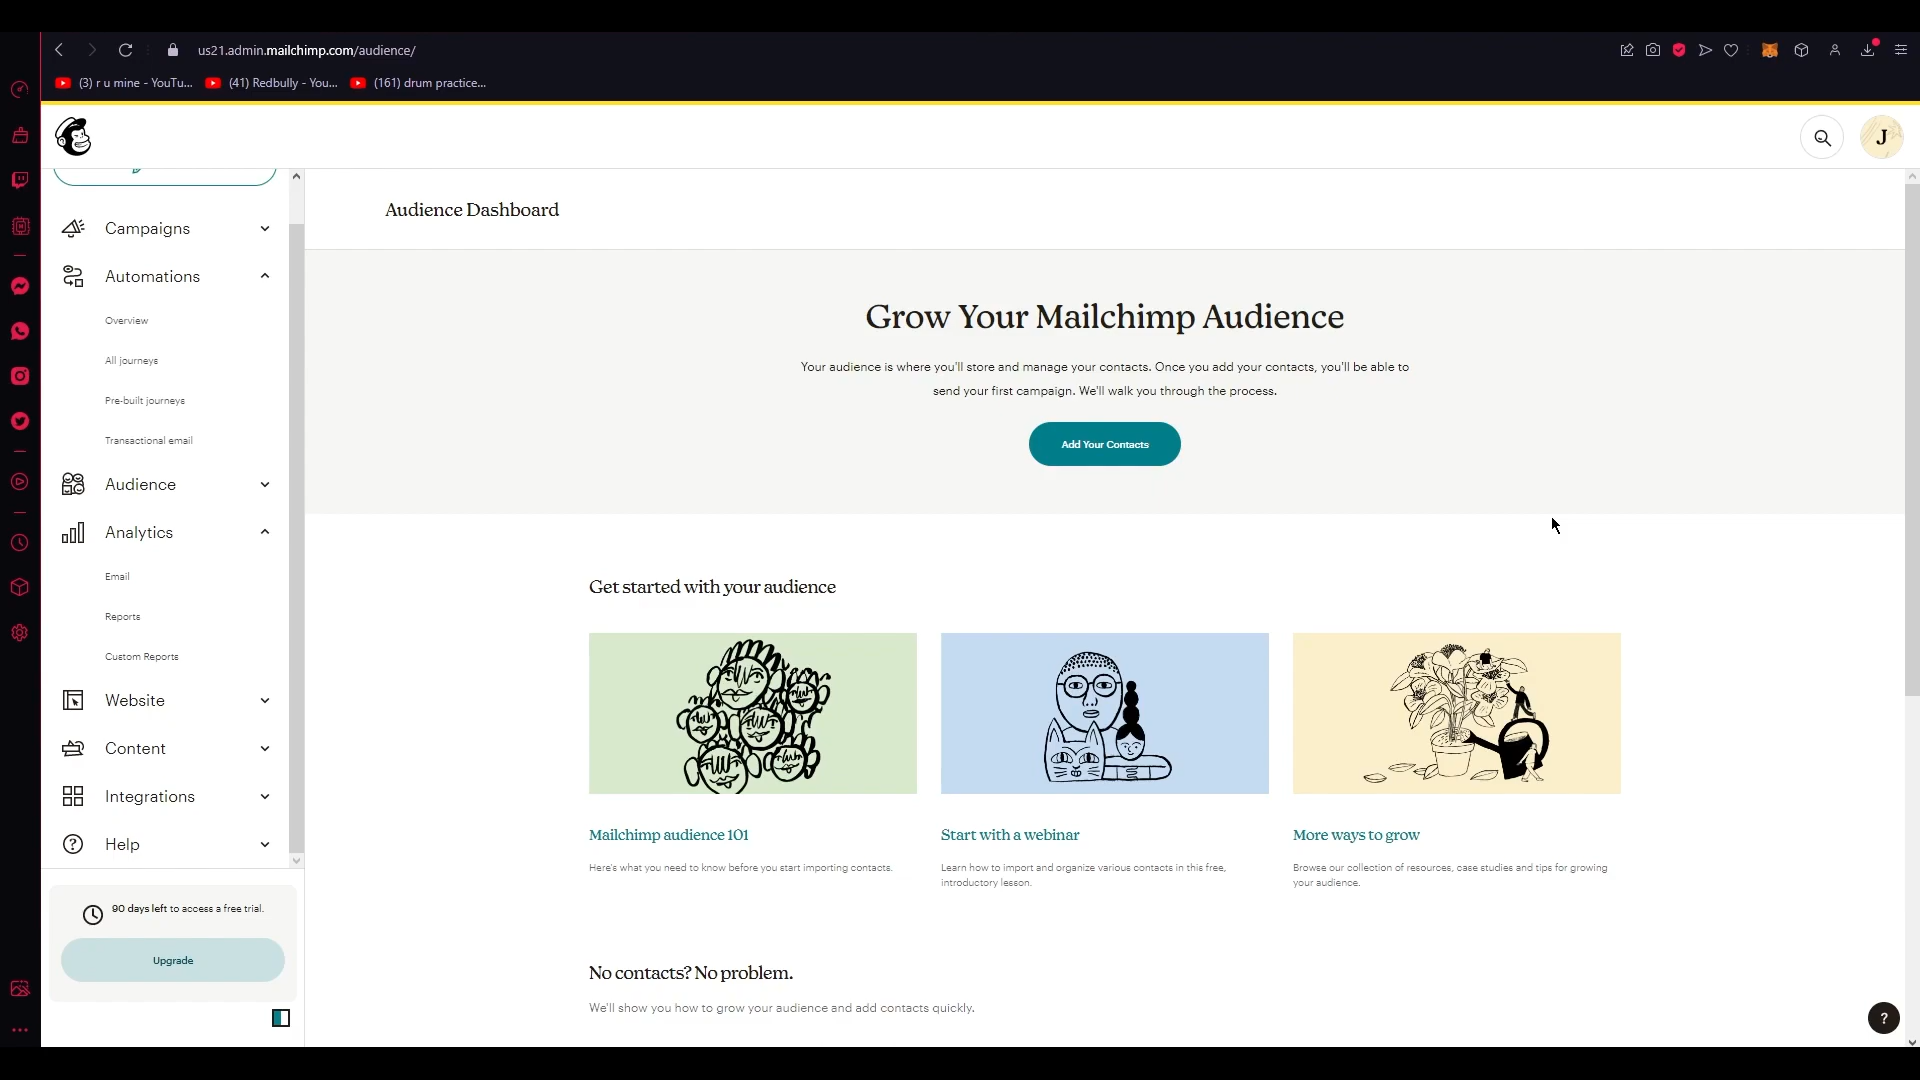 us21.admin.mailchimp.com/audience/
(3) r u mine - YouTu...
(41) Redbully - You...
(161) drum practice...
J
Campaigns
Automations
Overview
All journeys
Pre-built journeys
Transactional email
Audience
Analytics
Email
Reports
Custom Reports
Website
Content
Integrations
Help
90 days left to access a free trial.
Upgrade
Audience Dashboard
Grow Your Mailchimp Audience
Your audience is where you'll store and manage your contacts. Once you add your contacts, you'll be able to
send your first campaign. We'll walk you through the process.
Add Your Contacts
Get started with your audience
Mailchimp audience 101
Here's what you need to know before you start importing contacts.
Start with a webinar
Learn how to import and organize various contacts in this free,
introductory lesson.
More ways to grow
Browse our collection of resources, case studies and tips for growing
your audience.
No contacts? No problem.
We'll show you how to grow your audience and add contacts quickly.
?